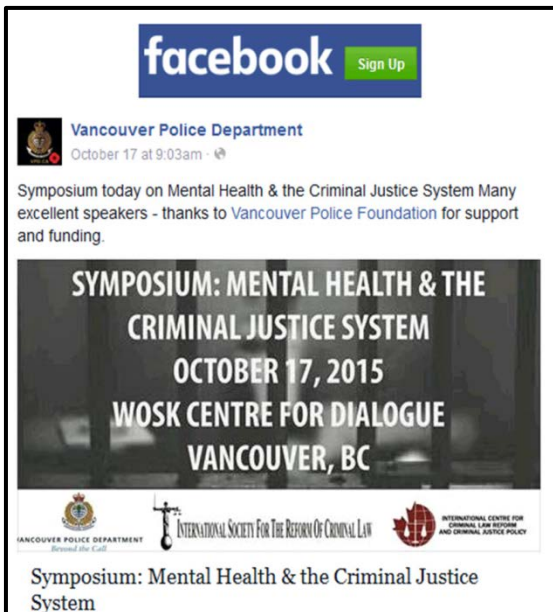 facebook
Sign Up
Vancouver Police Department
October 17 at 9:03am ·
Symposium today on Mental Health & the Criminal Justice System Many
excellent speakers - thanks to Vancouver Police Foundation for support
and funding.
SYMPOSIUM: MENTAL HEALTH & THE
CRIMINAL JUSTICE SYSTEM
OCTOBER 17, 2015
WOSK CENTRE FOR DIALOGUE
VANCOUVER, BC
VANCOUVER POLICE DEPARTMENT
Beyond the Call
INTERNATIONAL SOCIETY FOR THE REFORM OF CRIMINAL LAW
INTERNATIONAL CENTRE FOR
CRIMINAL LAW REFORM
AND CRIMINAL JUSTICE POLICY
Symposium: Mental Health & the Criminal Justice
System